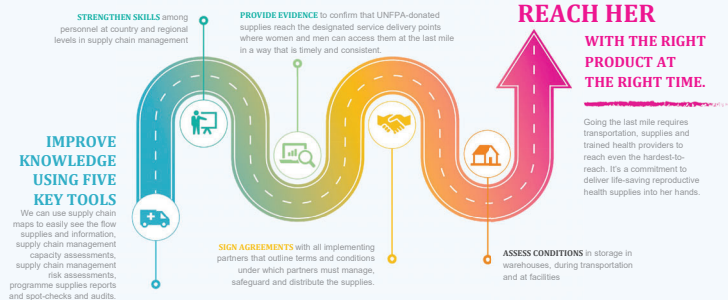 IMPROVE
KNOWLEDGE
USING FIVE
KEY TOOLS
We can use supply chain
maps to easily see the flow
supplies and information,
supply chain management
capacity assessments,
supply chain management
risk assessments,
programme supplies reports
and spot-checks and audits.
STRENGTHEN SKILLS among
personnel at country and regional
levels in supply chain management
PROVIDE EVIDENCE to confirm that UNFPA-donated
supplies reach the designated service delivery points
where women and men can access them at the last mile
in a way that is timely and consistent.
SIGN AGREEMENTS with all implementing
partners that outline terms and conditions
under which partners must manage,
safeguard and distribute the supplies.
ASSESS CONDITIONS in storage in
warehouses, during transportation
and at facilities
REACH HER
WITH THE RIGHT
PRODUCT AT
THE RIGHT TIME.
Going the last mile requires
transportation, supplies and
trained health providers to
reach even the hardest-to-
reach. It's a commitment to
deliver life-saving reproductive
health supplies into her hands.